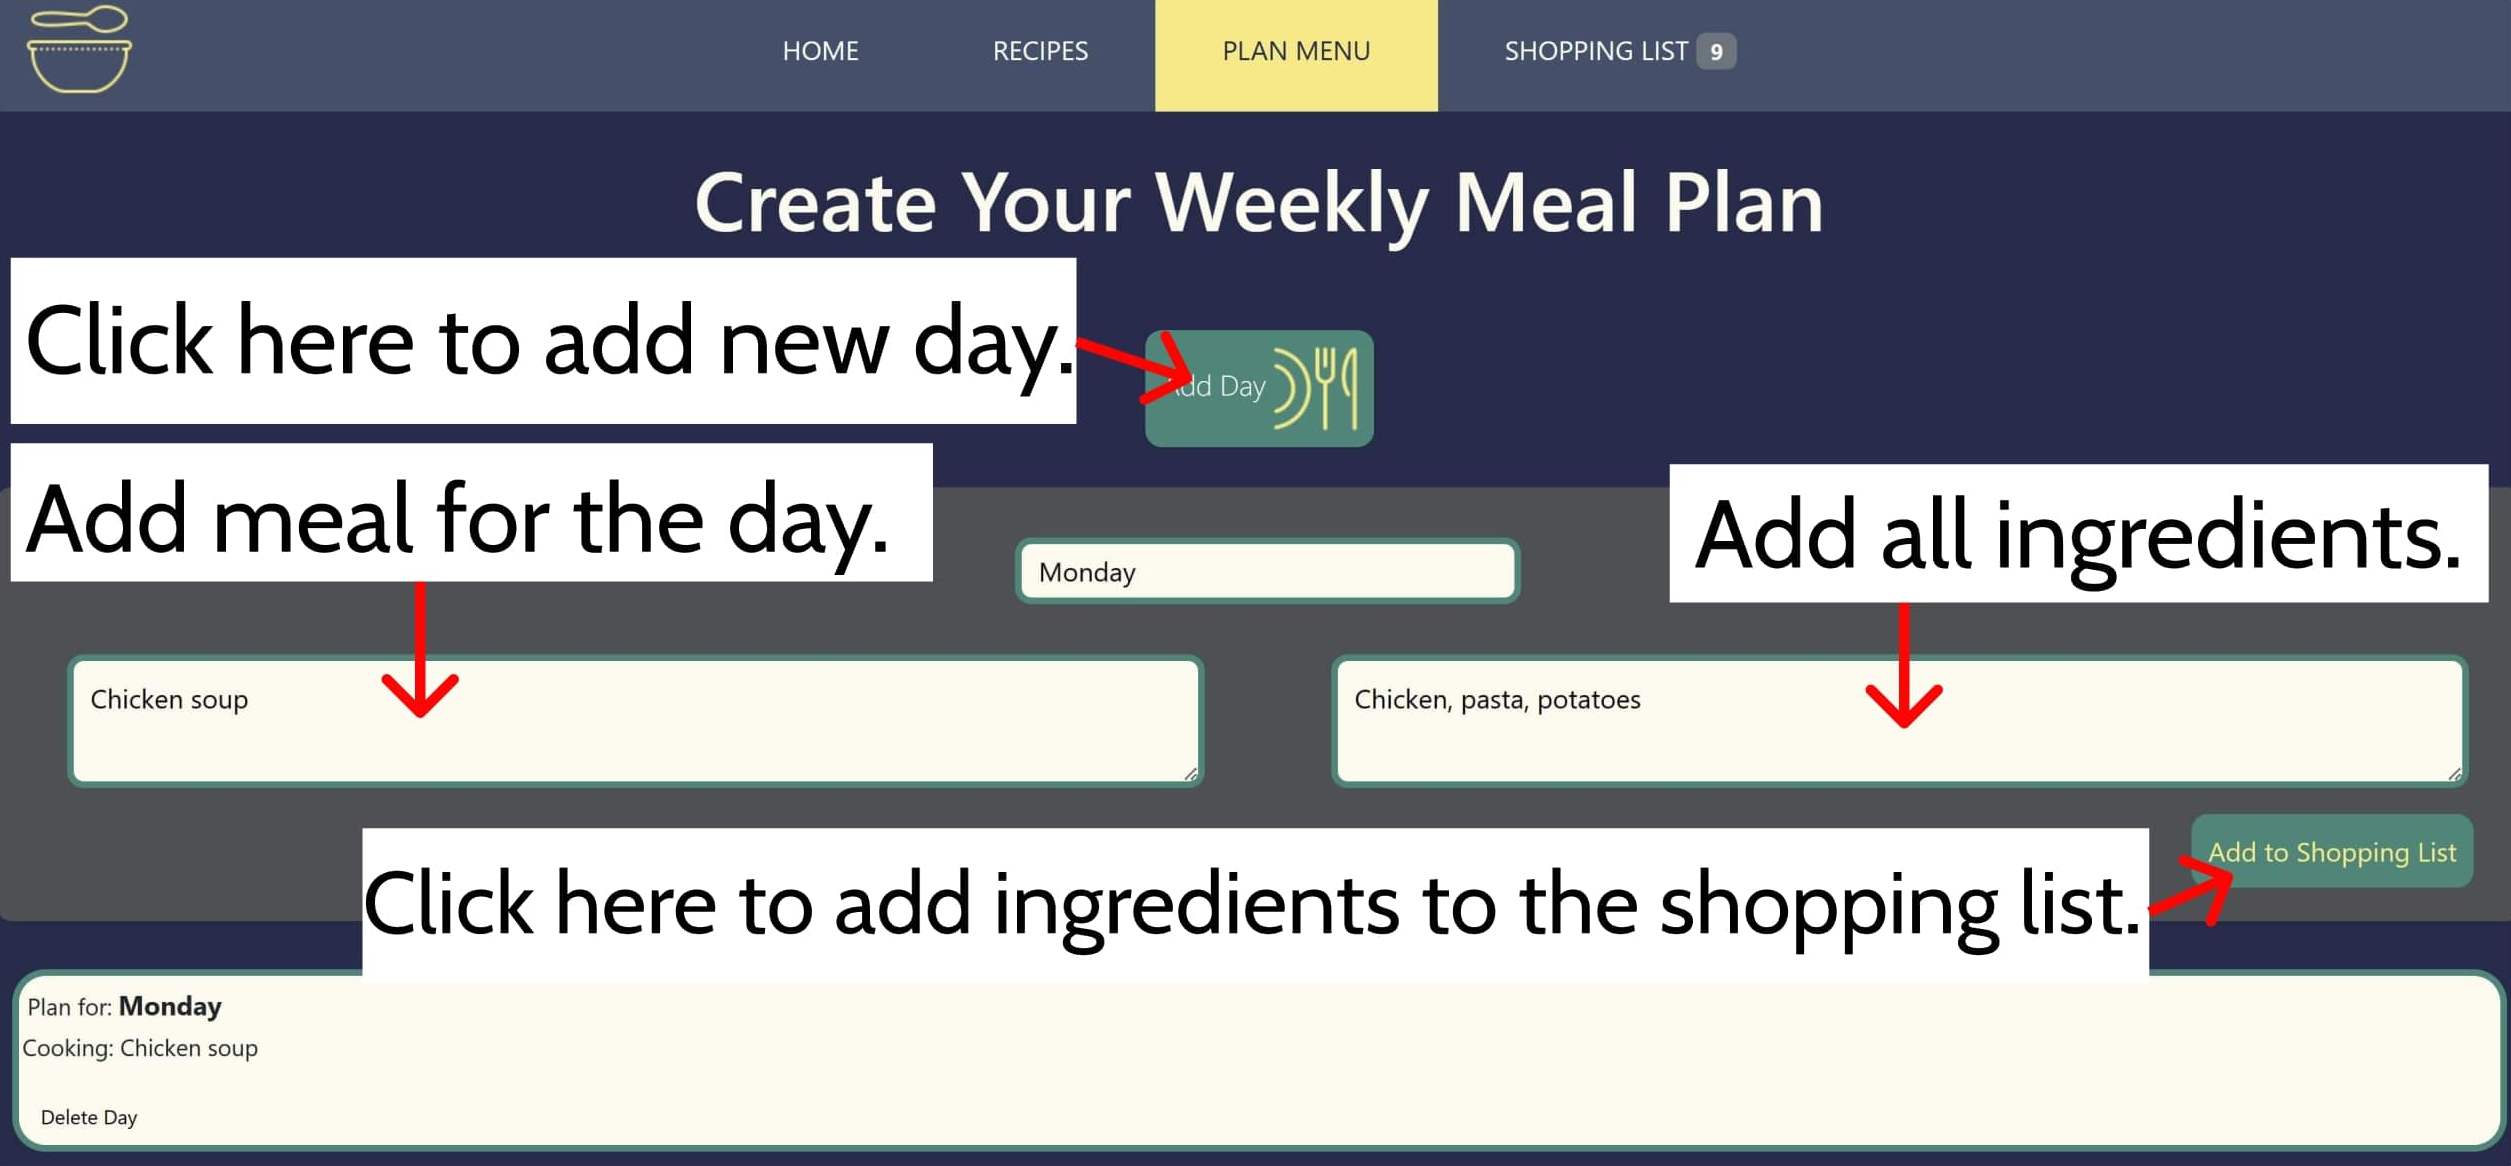 HOME
RECIPES
PLAN MENU
SHOPPING LIST 9
Create Your Weekly Meal Plan
Click here to add new day.
Add Day
Add meal for the day.
Add all ingredients.
Monday
Chicken soup
Chicken, pasta, potatoes
Add to Shopping List
Click here to add ingredients to the shopping list.
Plan for: Monday
Cooking: Chicken soup
Delete Day